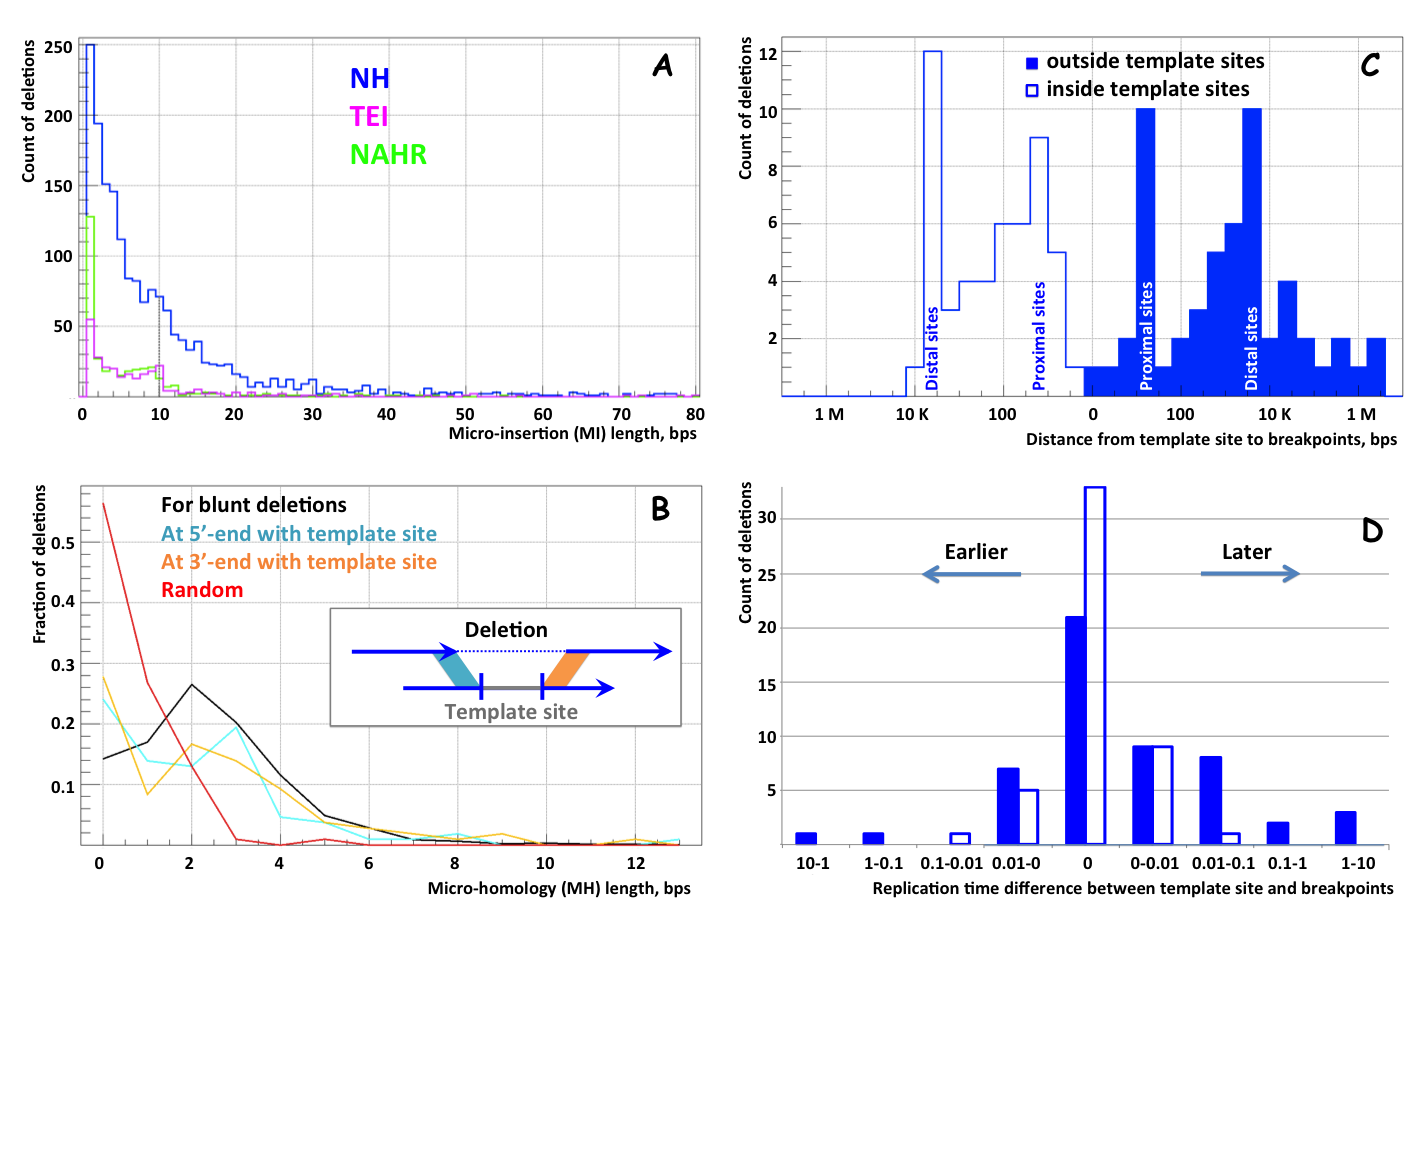 A
Count of deletions
250
200
150
100
50
NH
TEI
NAHR
0 10 20 30 40 50 60 70 80
Micro-insertion (MI) length, bps
C
Count of deletions
12
10
8
6
4
2
outside template sites
inside template sites
Distal sites
Proximal sites
Proximal sites
Distal sites
1 M 10 K 100 0 100 10 K 1 M
Distance from template site to breakpoints, bps
B
Fraction of deletions
0.5
0.4
0.3
0.2
0.1
For blunt deletions
At 5’-end with template site
At 3’-end with template site
Random
Deletion
Template site
0 2 4 6 8 10 12
Micro-homology (MH) length, bps
D
Count of deletions
30
25
20
15
10
5
Earlier
Later
10-1 1-0.1 0.1-0.01 0.01-0 0 0-0.01 0.01-0.1 0.1-1 1-10
Replication time difference between template site and breakpoints